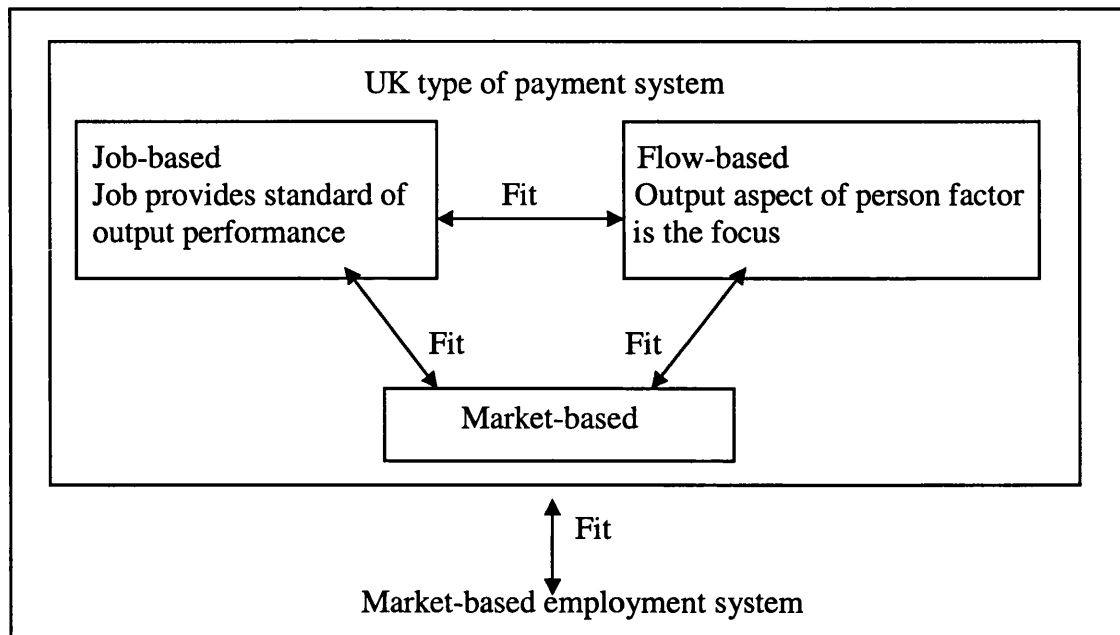 UK type of payment system
Job-based
Job provides standard of
output performance
Fit
Flow-based
Output aspect of person factor
is the focus
Fit
Fit
Market-based
Fit
Market-based employment system